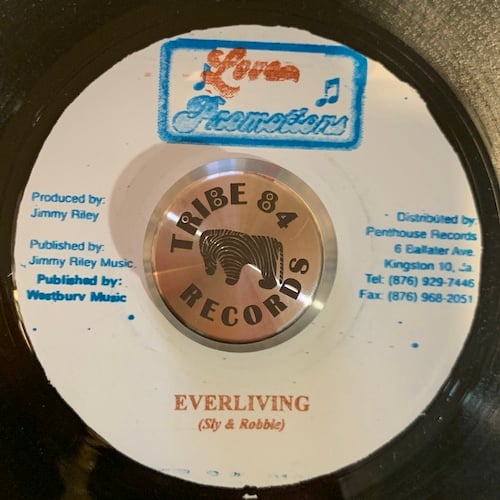 Love
Promotions
Produced by:
Jimmy Riley
Published by:
Jimmy Riley Music
Published by:
Westbury Music
TRIBE 84
RECORDS
Distributed by
Penthouse Records
6 Ballater Ave.
Kingston 10, Ja.
Tel: (876) 929-7446
Fax: (876) 968-2051
EVERLIVING
(Sly & Robbie)